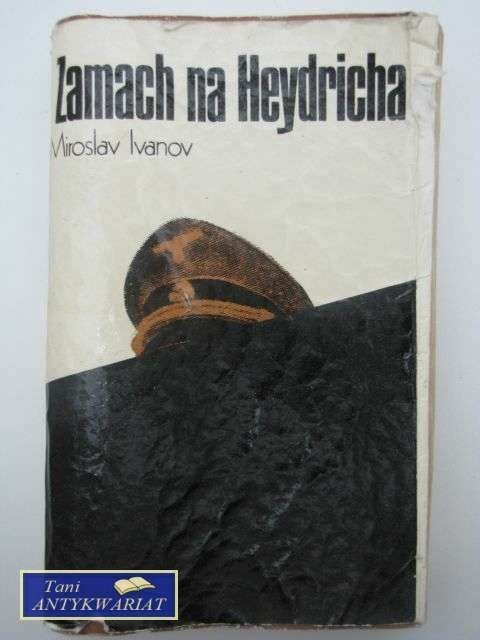 Zamach na Heydricha
Miroslav Ivanov
Tani
ANTYKWARIAT